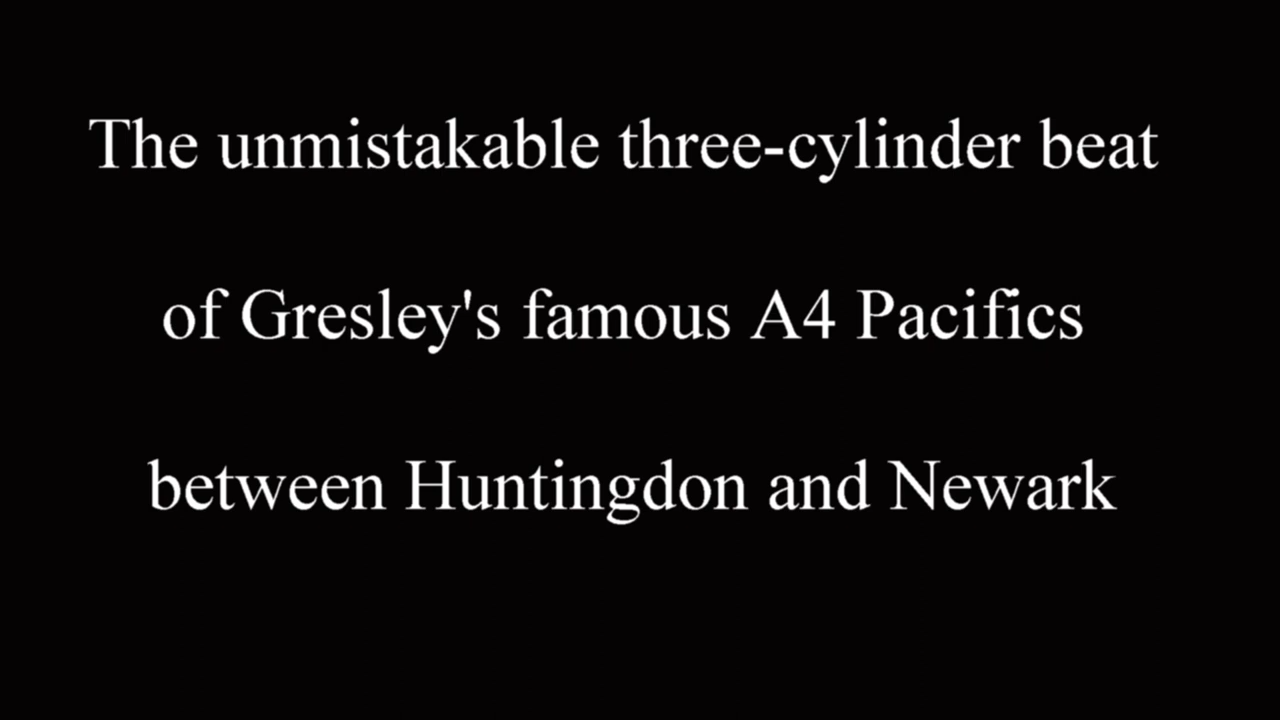 The unmistakable three-cylinder beat
of Gresley's famous A4 Pacifics
between Huntingdon and Newark